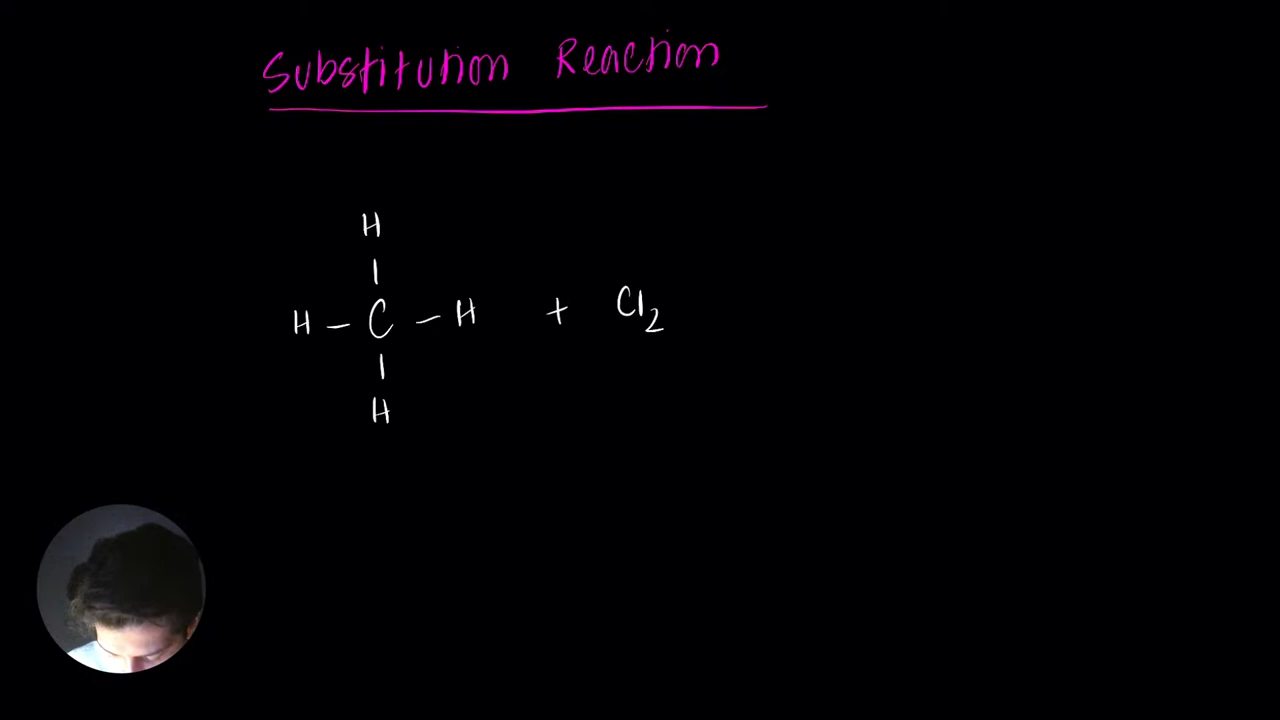 Substitution Reaction
H
|
H – C – H + Cl₂
|
H